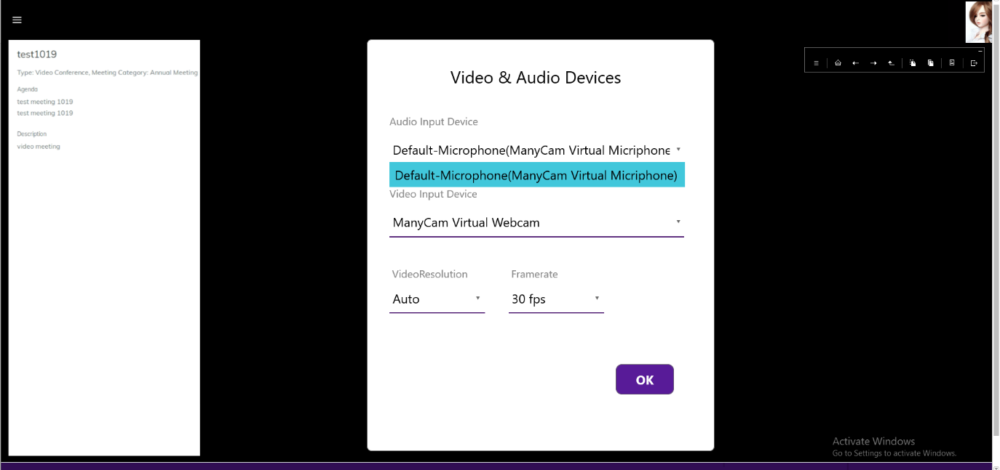 test1019
Type: Video Conference, Meeting Category: Annual Meeting
Agenda
test meeting 1019
test meeting 1019
Description
video meeting
Video & Audio Devices
Audio Input Device
Default-Microphone(ManyCam Virtual Micriphone
Default-Microphone(ManyCam Virtual Micriphone)
Video Input Device
ManyCam Virtual Webcam
VideoResolution
Framerate
Auto
30 fps
OK
Activate Windows
Go to Settings to activate Windows.